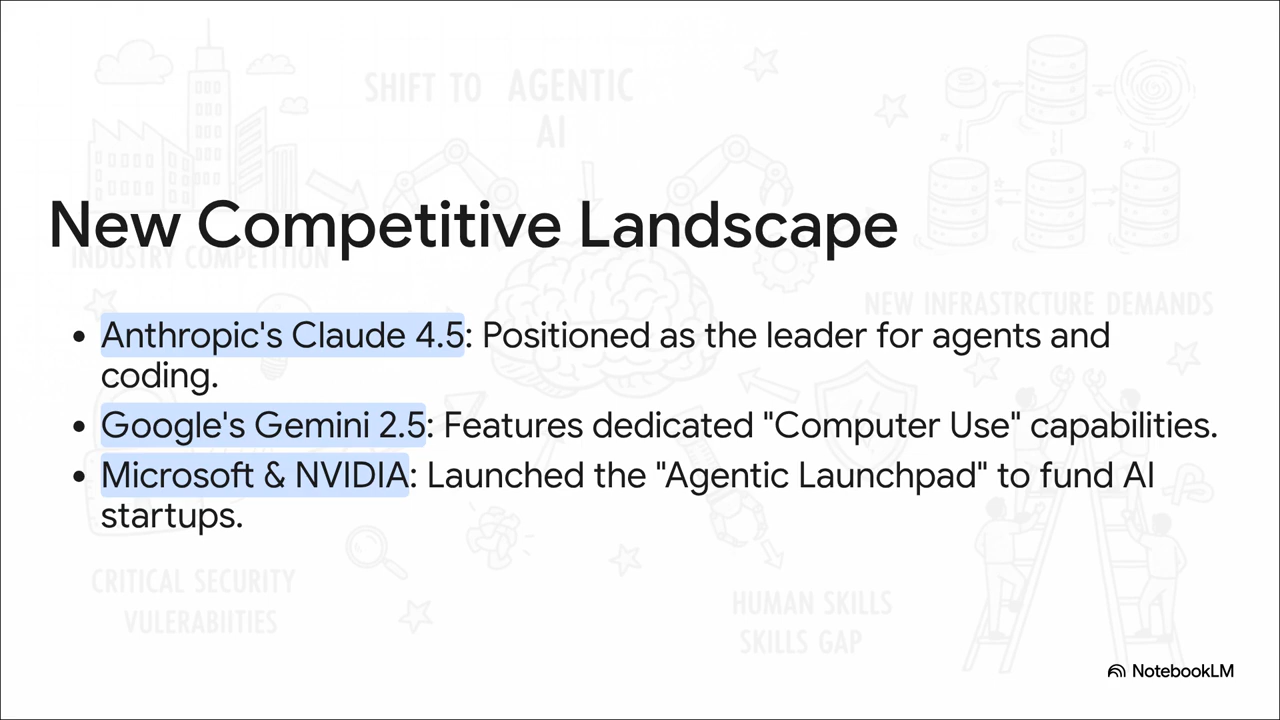 SHIFT TO AGENTIC
AI
New Competitive Landscape
INDUSTRY COMPETITION
NEW INFRASTRCTURE DEMANDS
• Anthropic's Claude 4.5: Positioned as the leader for agents and
coding.
• Google's Gemini 2.5: Features dedicated "Computer Use" capabilities.
• Microsoft & NVIDIA: Launched the "Agentic Launchpad" to fund AI
startups.
CRITICAL SECURITY
VULERABIITIES
HUMAN SKILLS
SKILLS GAP
NotebookLM